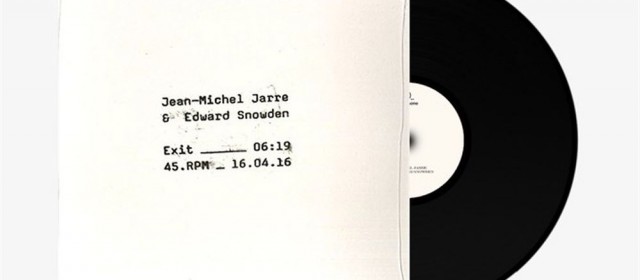 Jean-Michel Jarre
& Edward Snowden
Exit ______ 06:19
45.RPM _ 16.04.16